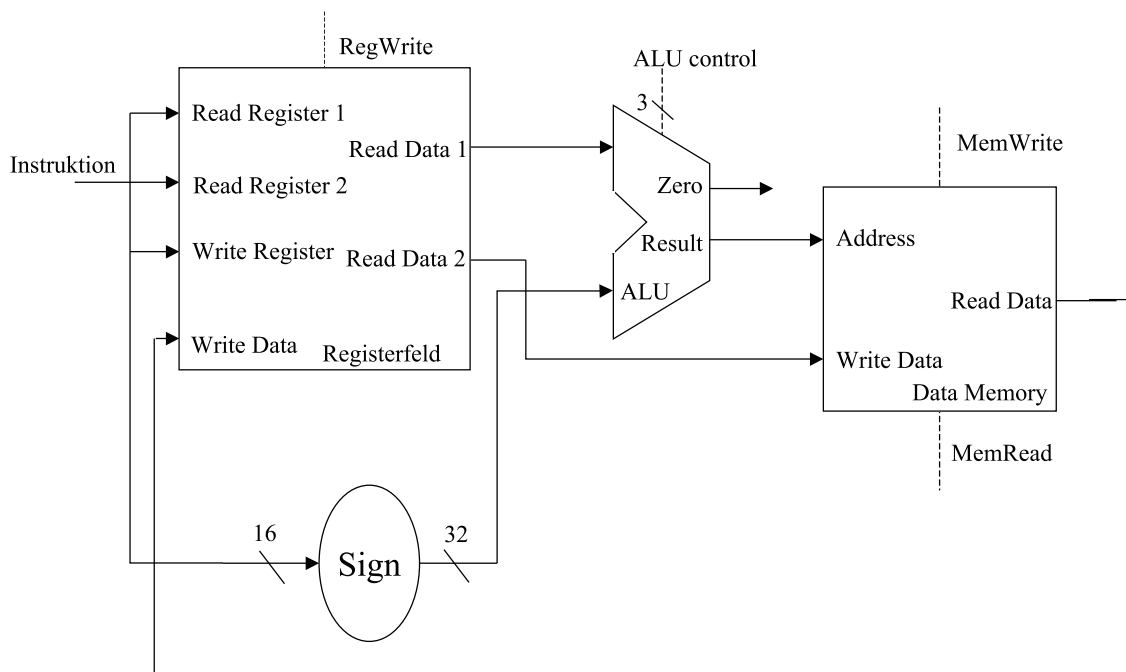 RegWrite
ALU control
3
Read Register 1
Read Data 1
MemWrite
Instruktion
Read Register 2
Zero
Write Register
Read Data 2
Result
Address
ALU
Read Data
Write Data
Registerfeld
Write Data
Data Memory
MemRead
16
32
Sign